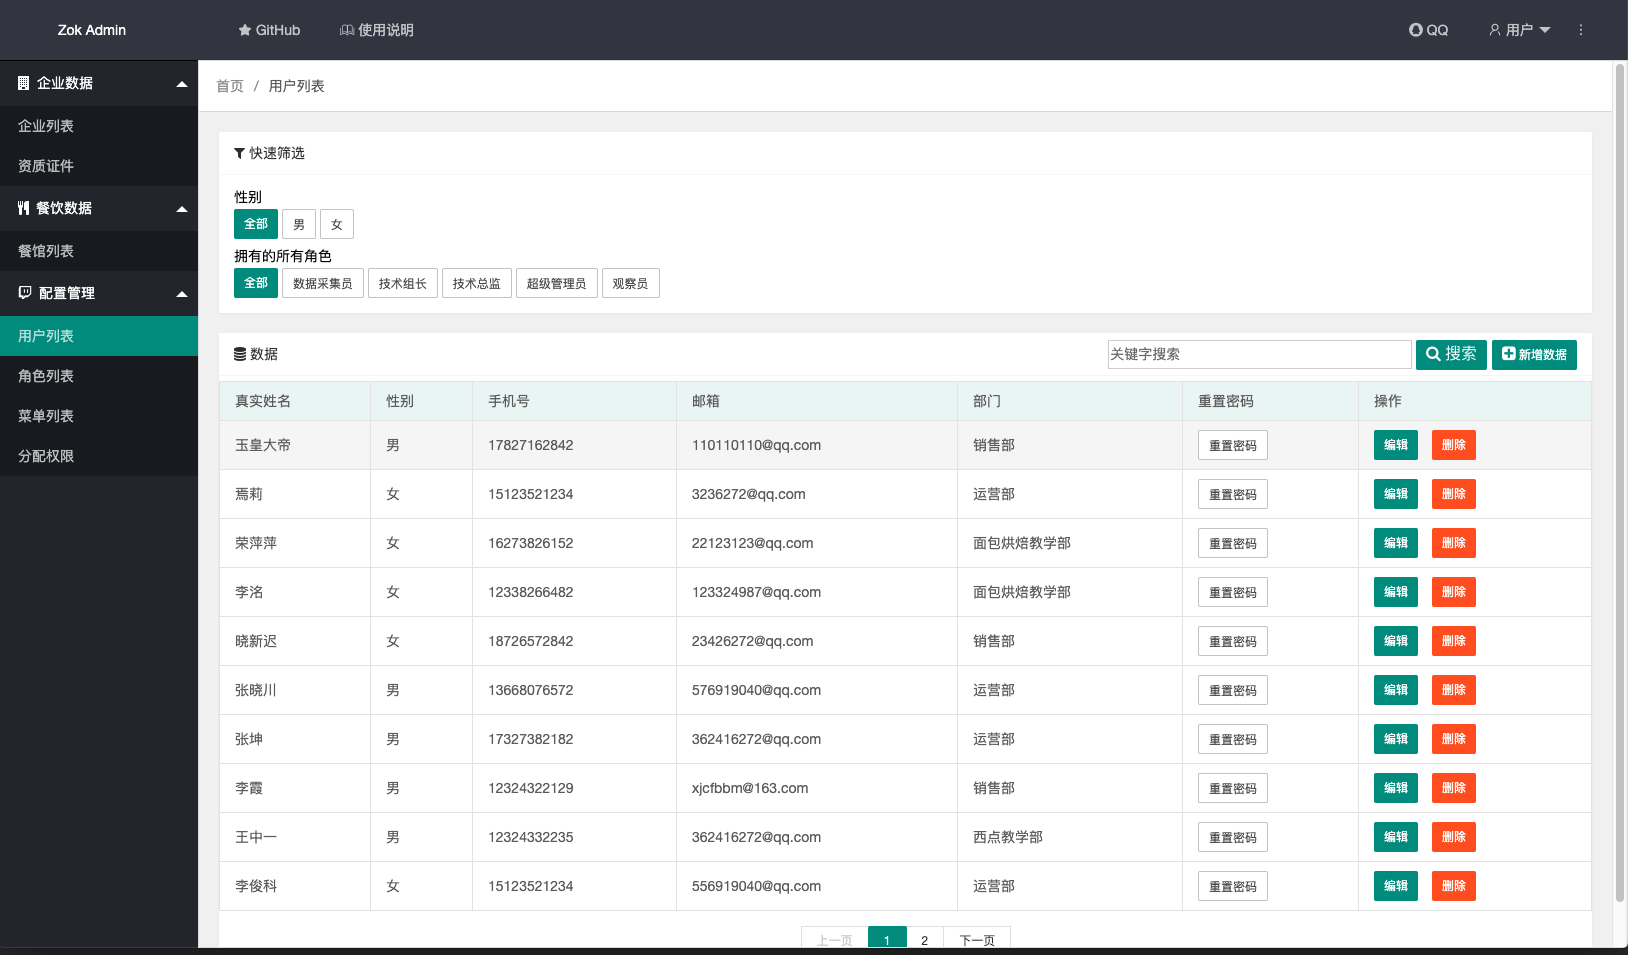 Zok Admin GitHub 使用说明 QQ 用户
企业数据
企业列表
资质证件
餐饮数据
餐馆列表
配置管理
用户列表
角色列表
菜单列表
分配权限
首页 / 用户列表
快速筛选
性别
全部 男 女
拥有的所有角色
全部 数据采集员 技术组长 技术总监 超级管理员 观察员
数据 关键字搜索 搜索 新增数据
真实姓名 性别 手机号 邮箱 部门 重置密码 操作
玉皇大帝 男 17827162842 110110110@qq.com 销售部 重置密码 编辑 删除
焉莉 女 15123521234 3236272@qq.com 运营部 重置密码 编辑 删除
荣萍萍 女 16273826152 22123123@qq.com 面包烘焙教学部 重置密码 编辑 删除
李洺 女 12338266482 123324987@qq.com 面包烘焙教学部 重置密码 编辑 删除
晓新迟 女 18726572842 23426272@qq.com 销售部 重置密码 编辑 删除
张晓川 男 13668076572 576919040@qq.com 运营部 重置密码 编辑 删除
张坤 男 17327382182 362416272@qq.com 运营部 重置密码 编辑 删除
李霞 男 12324322129 xjcfbbm@163.com 销售部 重置密码 编辑 删除
王中一 男 12324332235 362416272@qq.com 西点教学部 重置密码 编辑 删除
李俊科 女 15123521234 556919040@qq.com 运营部 重置密码 编辑 删除
上一页 1 2 下一页